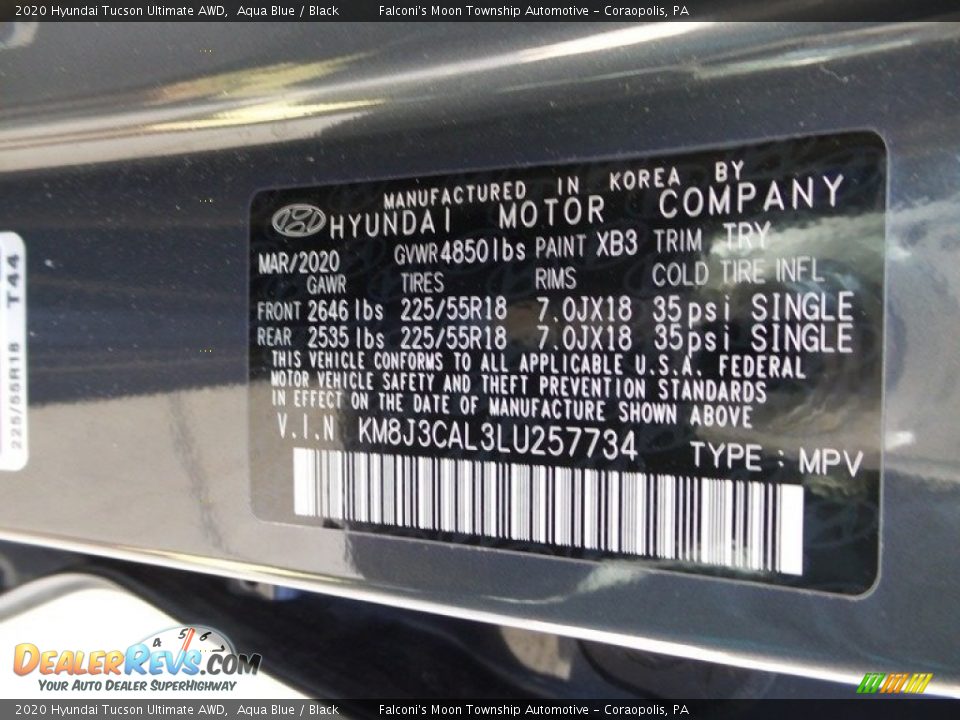 2020 Hyundai Tucson Ultimate AWD, Aqua Blue / Black Falconi's Moon Township Automotive - Coraopolis, PA
MANUFACTURED IN KOREA BY
HYUNDAI MOTOR COMPANY
MAR/2020 GVWR 4850 lbs PAINT XB3 TRIM TRY
GAWR TIRES RIMS COLD TIRE INFL
FRONT 2646 lbs 225/55R18 7.0JX18 35psi SINGLE
REAR 2535 lbs 225/55R18 7.0JX18 35psi SINGLE
THIS VEHICLE CONFORMS TO ALL APPLICABLE U.S.A. FEDERAL
MOTOR VEHICLE SAFETY AND THEFT PREVENTION STANDARDS
IN EFFECT ON THE DATE OF MANUFACTURE SHOWN ABOVE
V.I.N KM8J3CAL3LU257734 TYPE : MPV
225/55R18 T44
4 5 6
DEALERREVS.COM
YOUR AUTO DEALER SUPERHIGHWAY
2020 Hyundai Tucson Ultimate AWD, Aqua Blue / Black Falconi's Moon Township Automotive - Coraopolis, PA